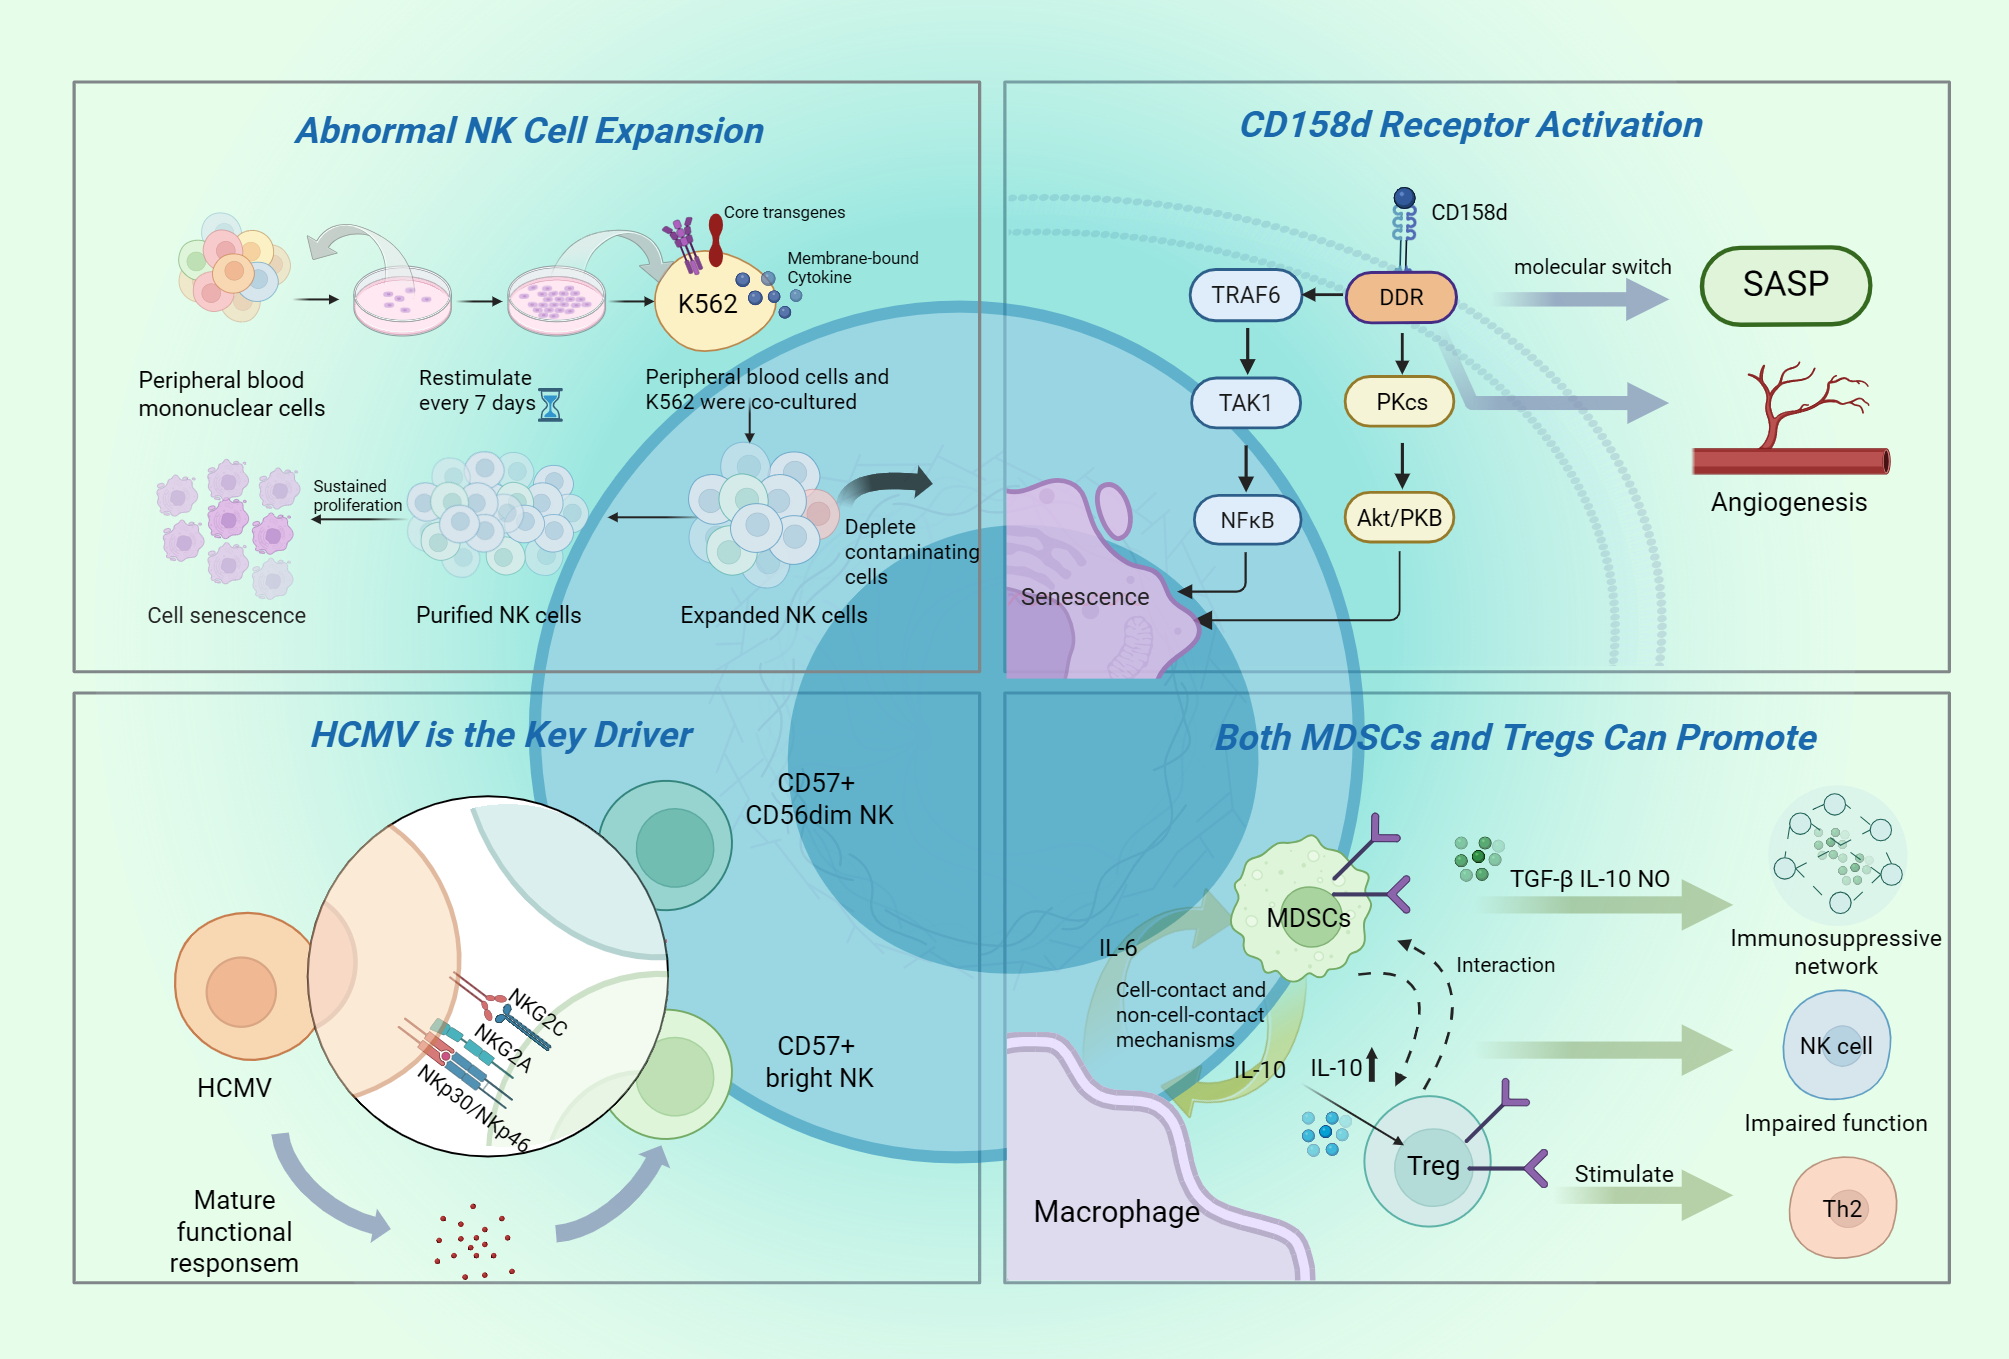 Abnormal NK Cell Expansion
Core transgenes
Membrane-bound
Cytokine
K562
Peripheral blood
mononuclear cells
Restimulate
every 7 days
Peripheral blood cells and
K562 were co-cultured
Sustained
proliferation
Deplete
contaminating
cells
Cell senescence
Purified NK cells
Expanded NK cells
CD158d Receptor Activation
CD158d
TRAF6
DDR
molecular switch
SASP
TAK1
PKcs
Angiogenesis
NFκB
Akt/PKB
Senescence
HCMV is the Key Driver
CD57+
CD56dim NK
NKG2C
NKG2A
NKp30/NKp46
HCMV
CD57+
bright NK
Mature
functional
responsem
Both MDSCs and Tregs Can Promote
MDSCs
TGF-β IL-10 NO
IL-6
Immunosuppressive
network
Interaction
Cell-contact and
non-cell-contact
mechanisms
IL-10
IL-10
NK cell
Impaired function
Treg
Stimulate
Th2
Macrophage